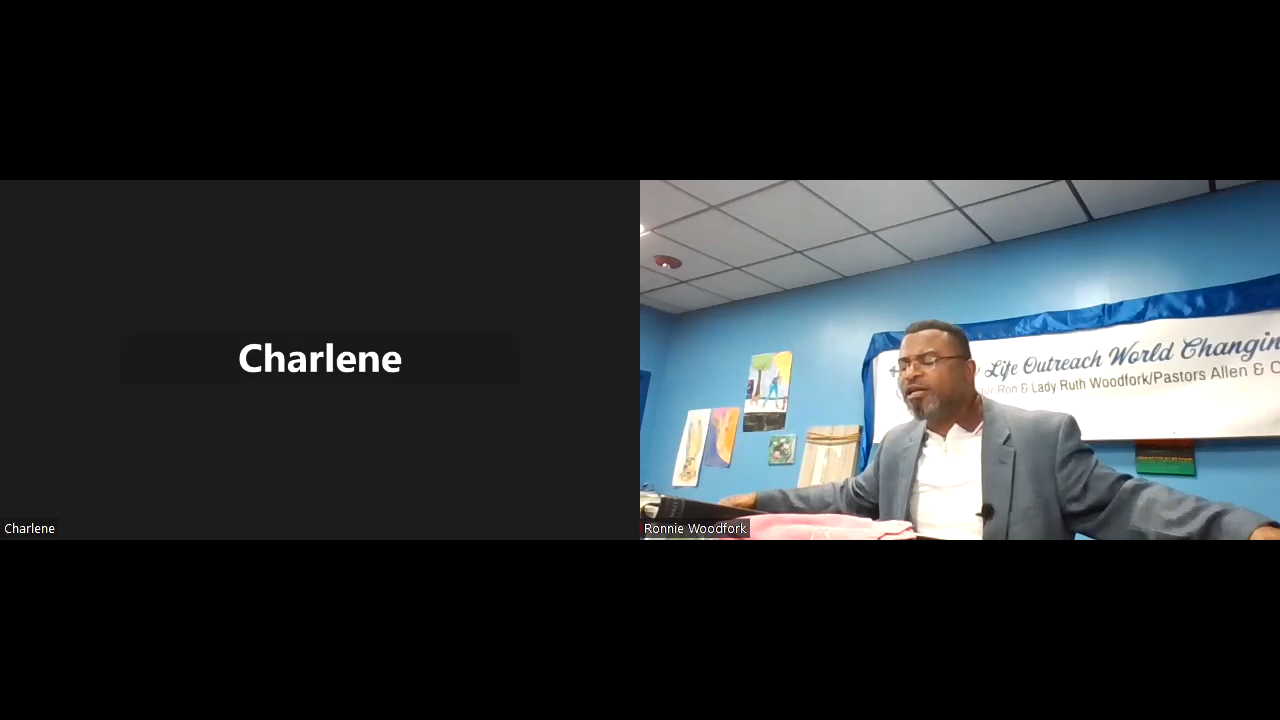 Charlene
Charlene
Life Outreach World Changin
Ron & Lady Ruth Woodfork/Pastors Allen & C
Ronnie Woodfork